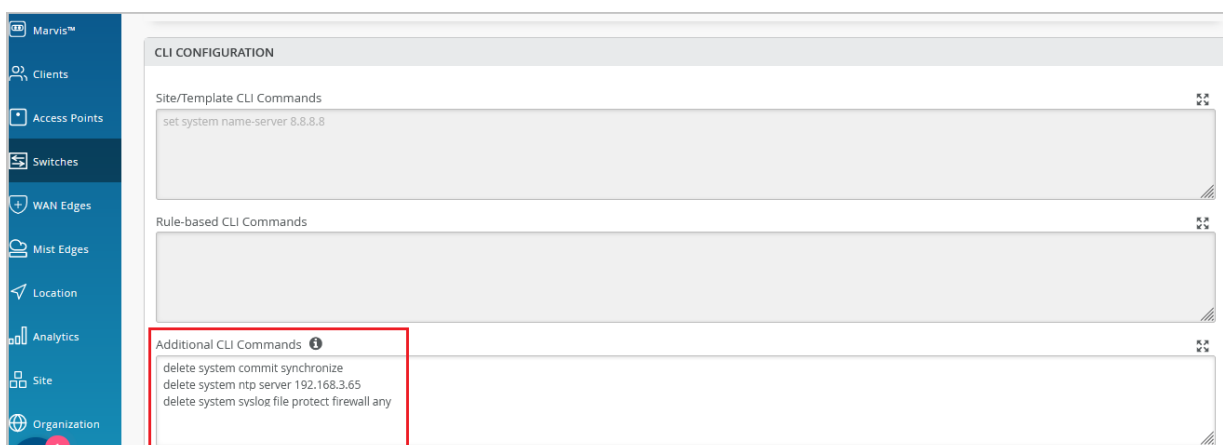 Marvis™
Clients
Access Points
Switches
WAN Edges
Mist Edges
Location
Analytics
Site
Organization
CLI CONFIGURATION
Site/Template CLI Commands
set system name-server 8.8.8.8
Rule-based CLI Commands
Additional CLI Commands
delete system commit synchronize
delete system ntp server 192.168.3.65
delete system syslog file protect firewall any